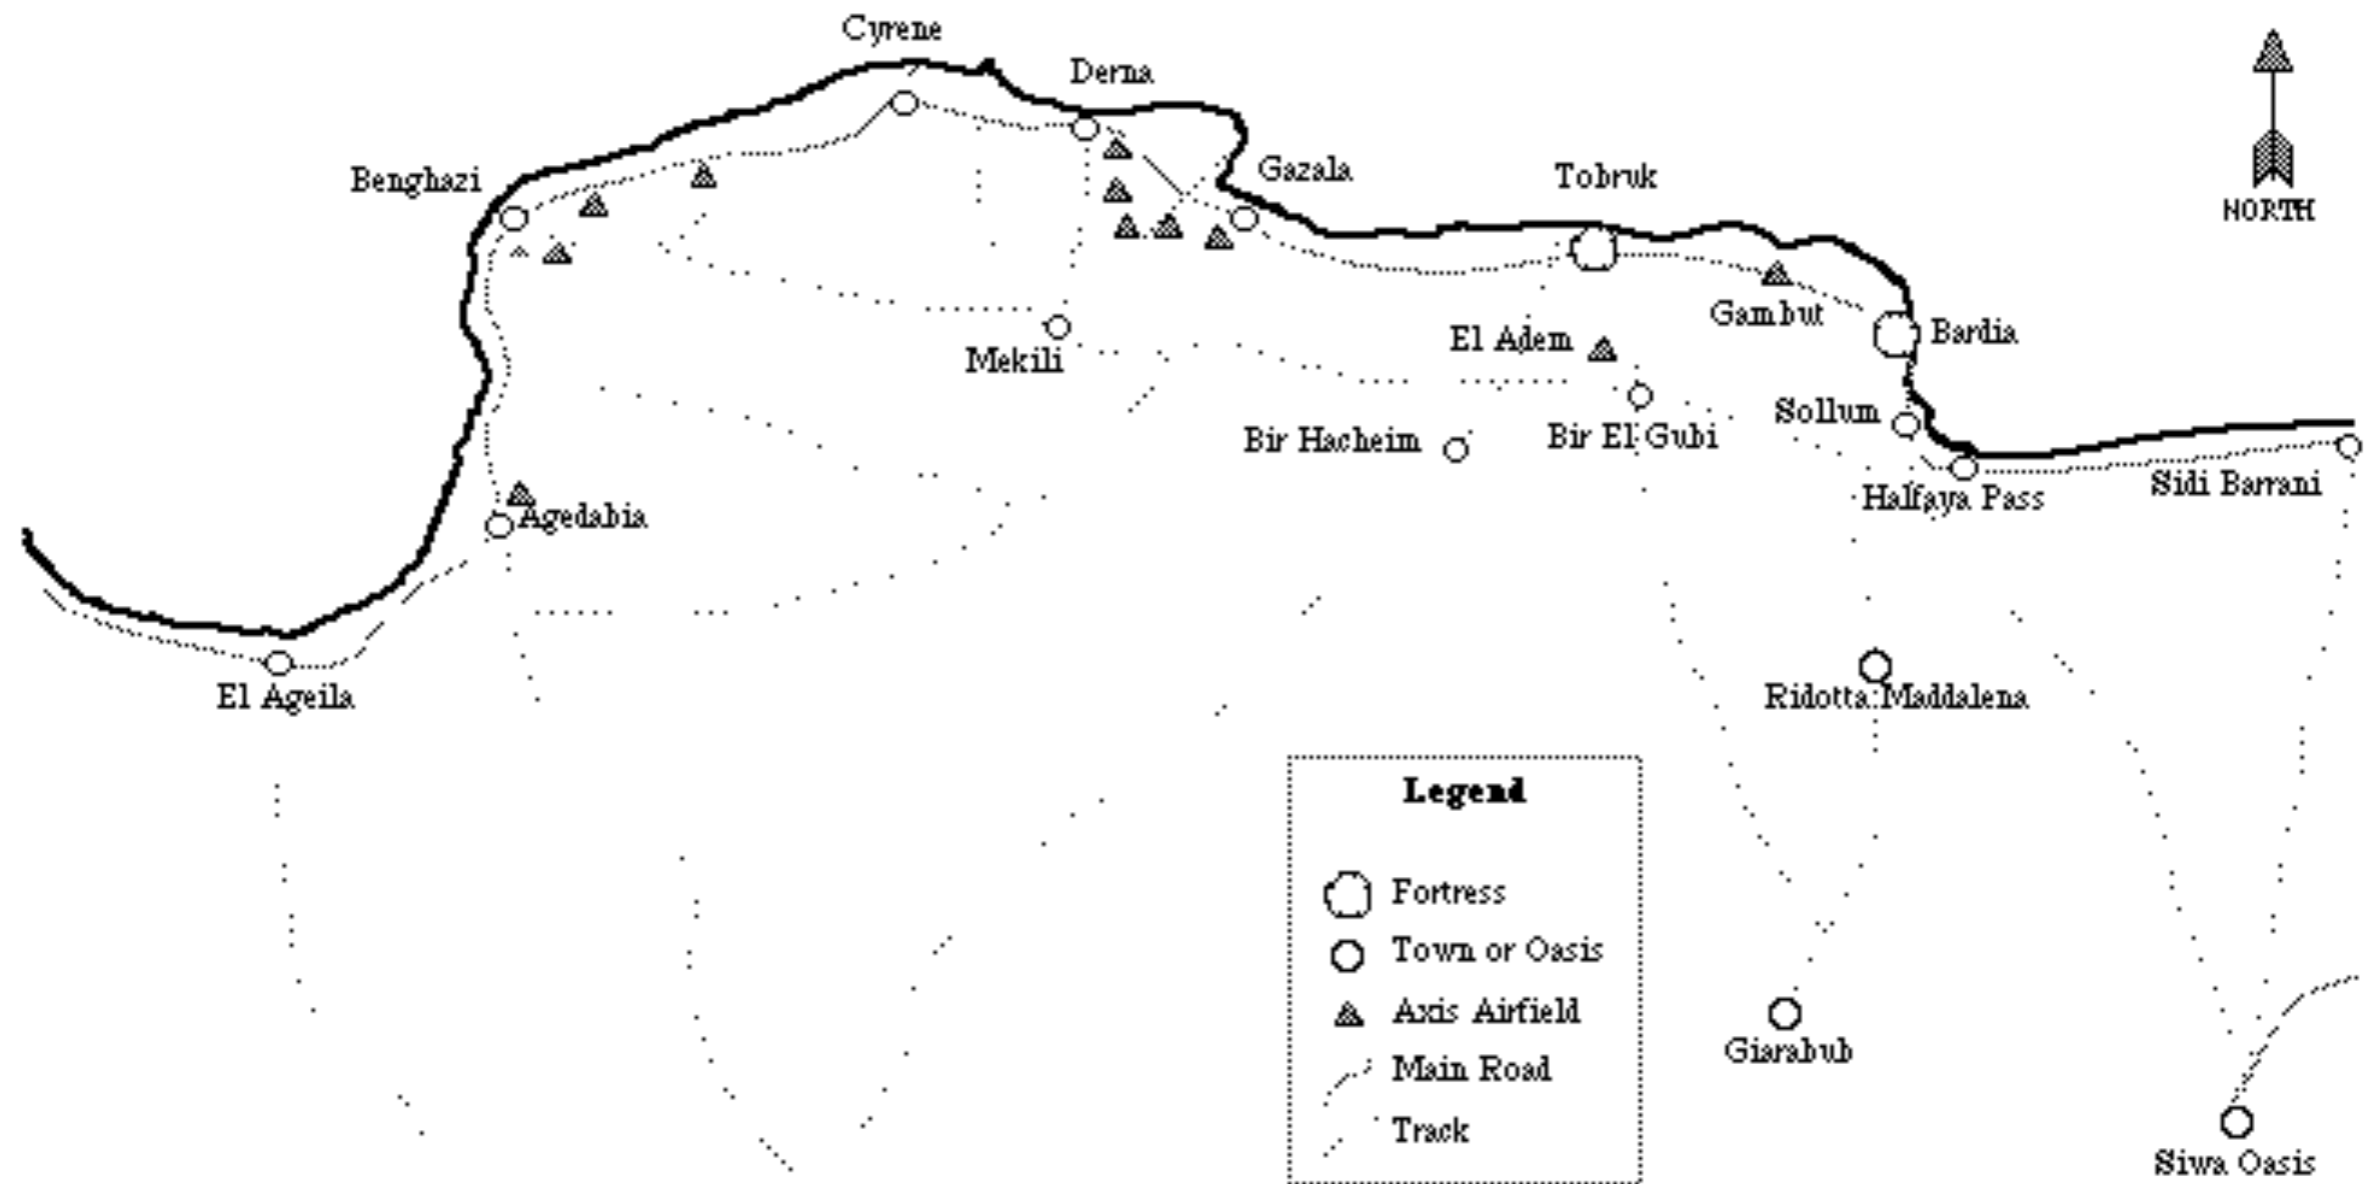 Cyrene
Derna
Benghazi
Gazala
Tobruk
NORTH
Gambut
Bardia
El Adem
Mekili
Sollum
Bir Hacheim
Bir El Gubi
Halfaya Pass
Sidi Barrani
Agedabia
El Ageila
Ridotta Maddalena
Legend
Fortress
Town or Oasis
Axis Airfield
Main Road
Track
Giarabub
Siwa Oasis